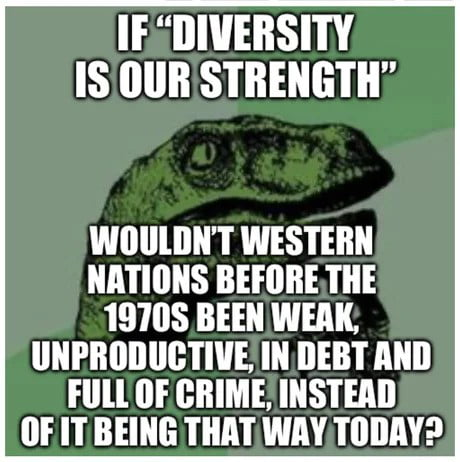 IF “DIVERSITY
IS OUR STRENGTH”
WOULDN'T WESTERN
NATIONS BEFORE THE
1970S BEEN WEAK,
UNPRODUCTIVE, IN DEBT AND
FULL OF CRIME, INSTEAD
OF IT BEING THAT WAY TODAY?